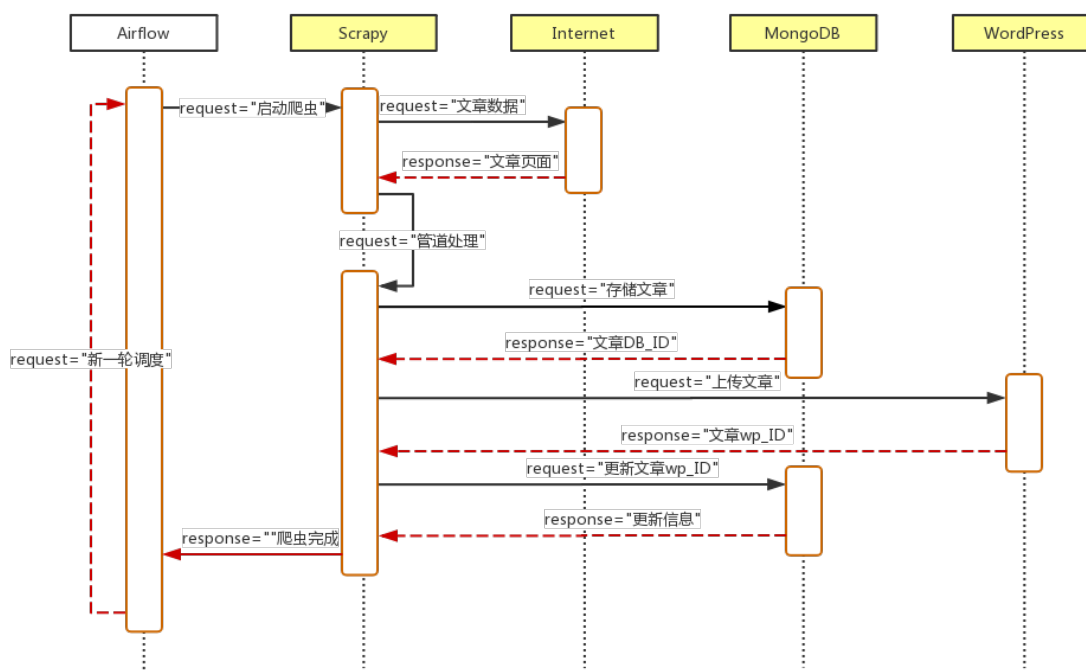 Airflow
Scrapy
Internet
MongoDB
WordPress
request="启动爬虫"
request="文章数据"
response="文章页面"
request="管道处理"
request="存储文章"
response="文章DB_ID"
request="新一轮调度"
request="上传文章"
response="文章wp_ID"
request="更新文章wp_ID"
response="更新信息"
response=""爬虫完成